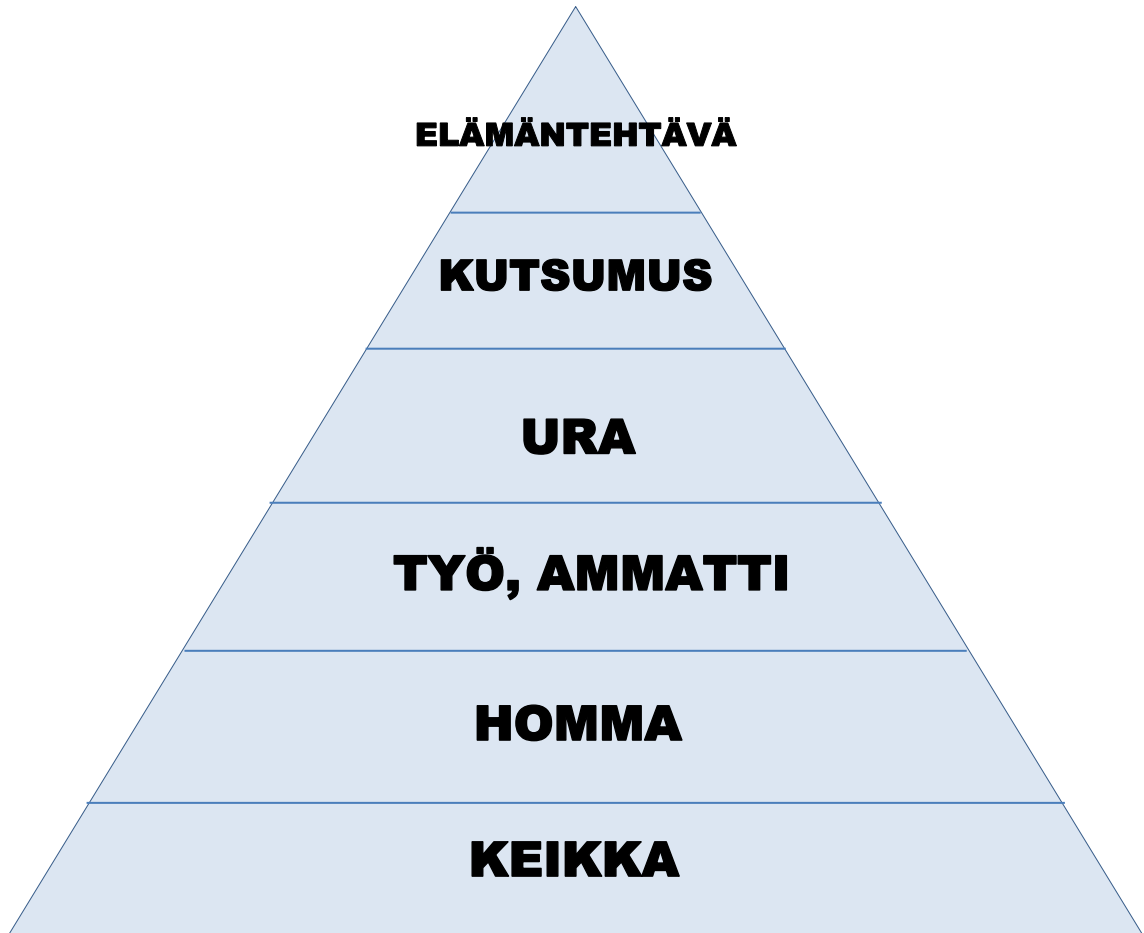 ELÄMÄNTEHTÄVÄ
KUTSUMUS
URA
TYÖ, AMMATTI
HOMMA
KEIKKA